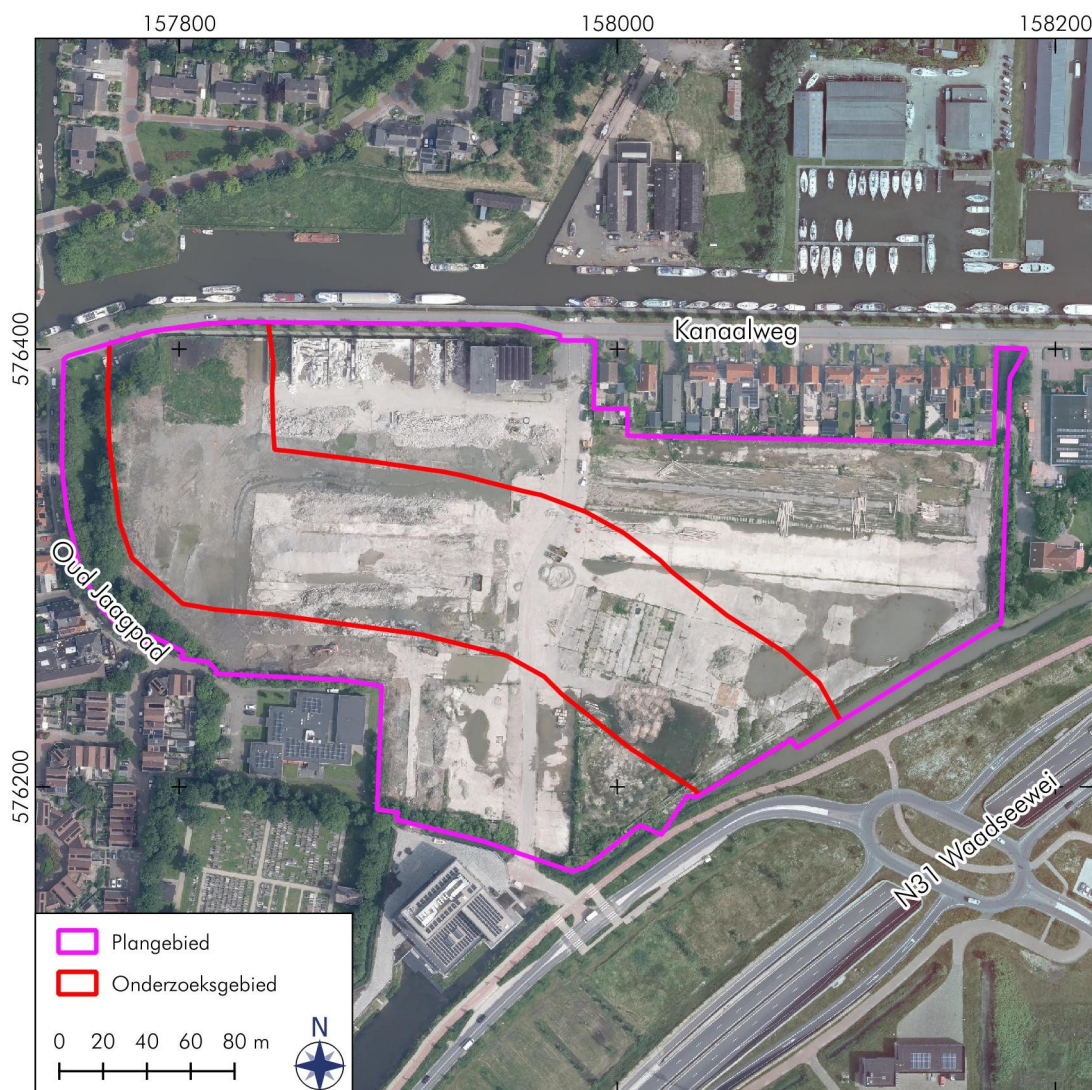 157800
158000
158200
576400
Kanaalweg
Oud Jaagpad
576200
N31 Waadseewei
Plangebied
Onderzoeksgebied
0 20 40 60 80 m
N